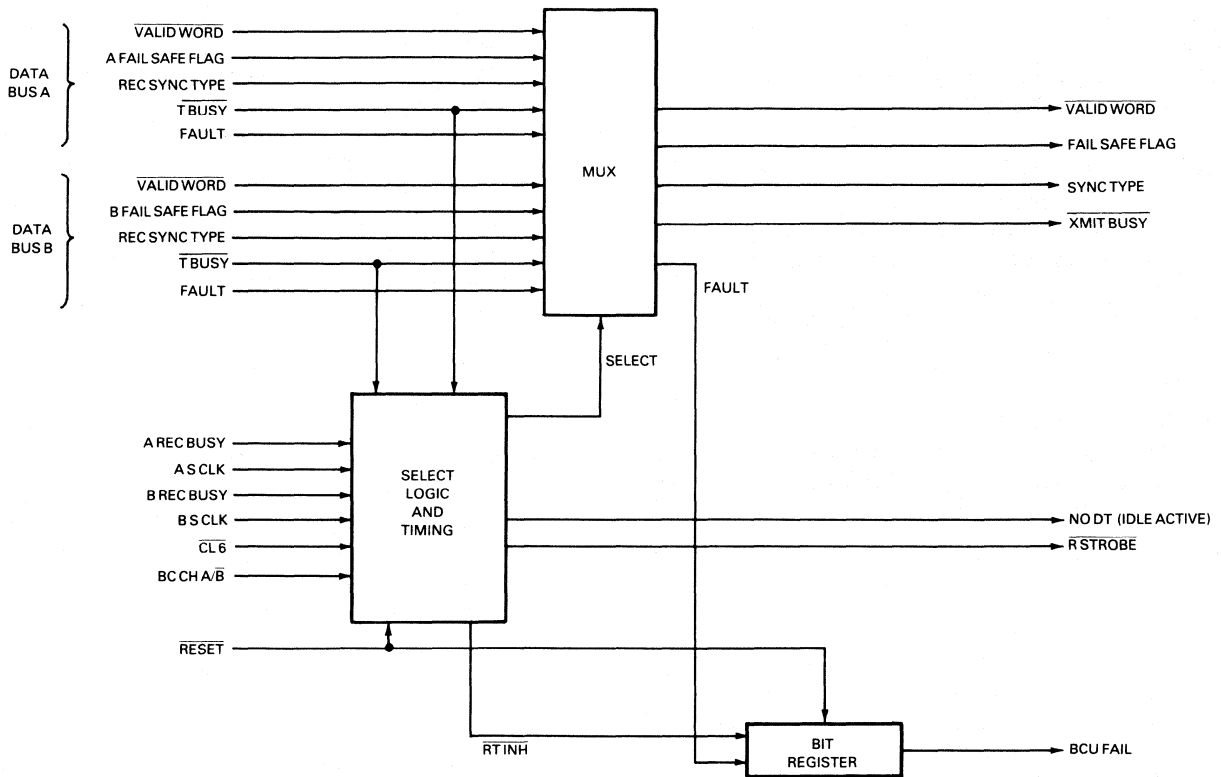 DATA
BUS A
VALID WORD
A FAIL SAFE FLAG
REC SYNC TYPE
T BUSY
FAULT
DATA
BUS B
VALID WORD
B FAIL SAFE FLAG
REC SYNC TYPE
T BUSY
FAULT
MUX
VALID WORD
FAIL SAFE FLAG
SYNC TYPE
XMIT BUSY
FAULT
SELECT
A REC BUSY
A S CLK
B REC BUSY
B S CLK
CL 6
BC CH A/B
RESET
SELECT
LOGIC
AND
TIMING
NO DT (IDLE ACTIVE)
R STROBE
RT INH
BIT
REGISTER
BCU FAIL